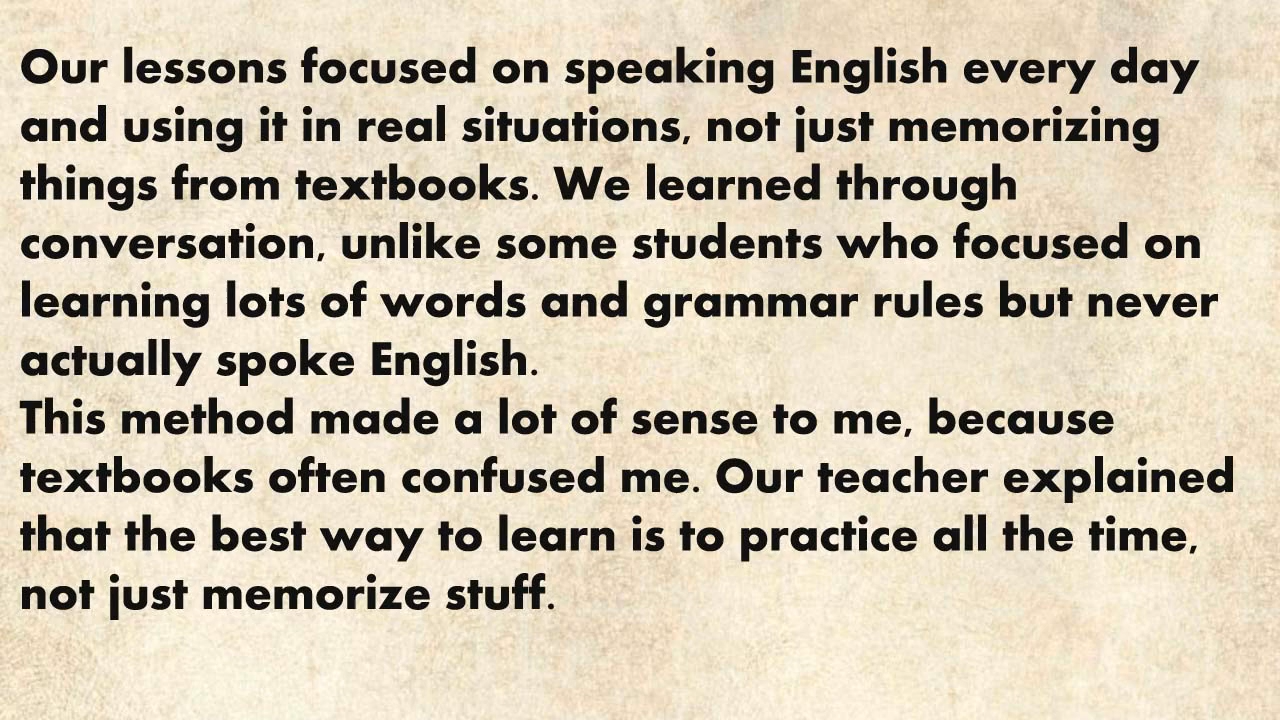 Our lessons focused on speaking English every day
and using it in real situations, not just memorizing
things from textbooks. We learned through
conversation, unlike some students who focused on
learning lots of words and grammar rules but never
actually spoke English.
This method made a lot of sense to me, because
textbooks often confused me. Our teacher explained
that the best way to learn is to practice all the time,
not just memorize stuff.